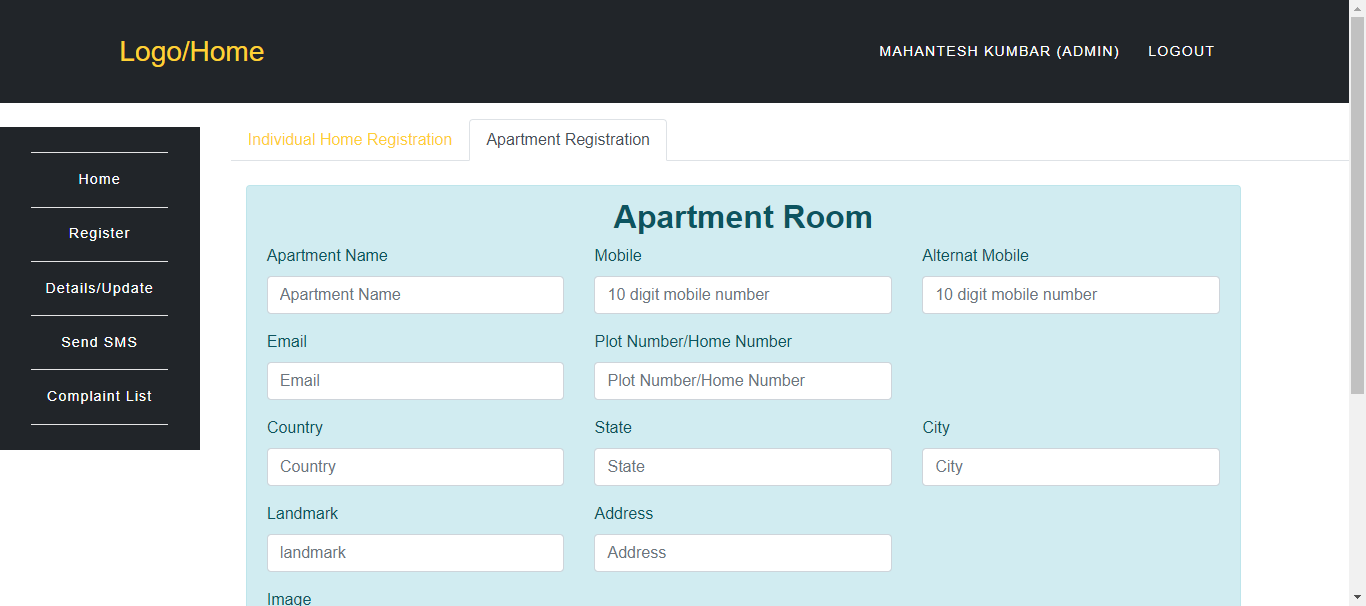 Logo/Home
MAHANTESH KUMBAR (ADMIN) LOGOUT
Individual Home Registration Apartment Registration
Home
Register
Details/Update
Send SMS
Complaint List
Apartment Room
Apartment Name Mobile Alternat Mobile
Apartment Name 10 digit mobile number 10 digit mobile number
Email Plot Number/Home Number
Email Plot Number/Home Number
Country State City
Country State City
Landmark Address
landmark Address
Image